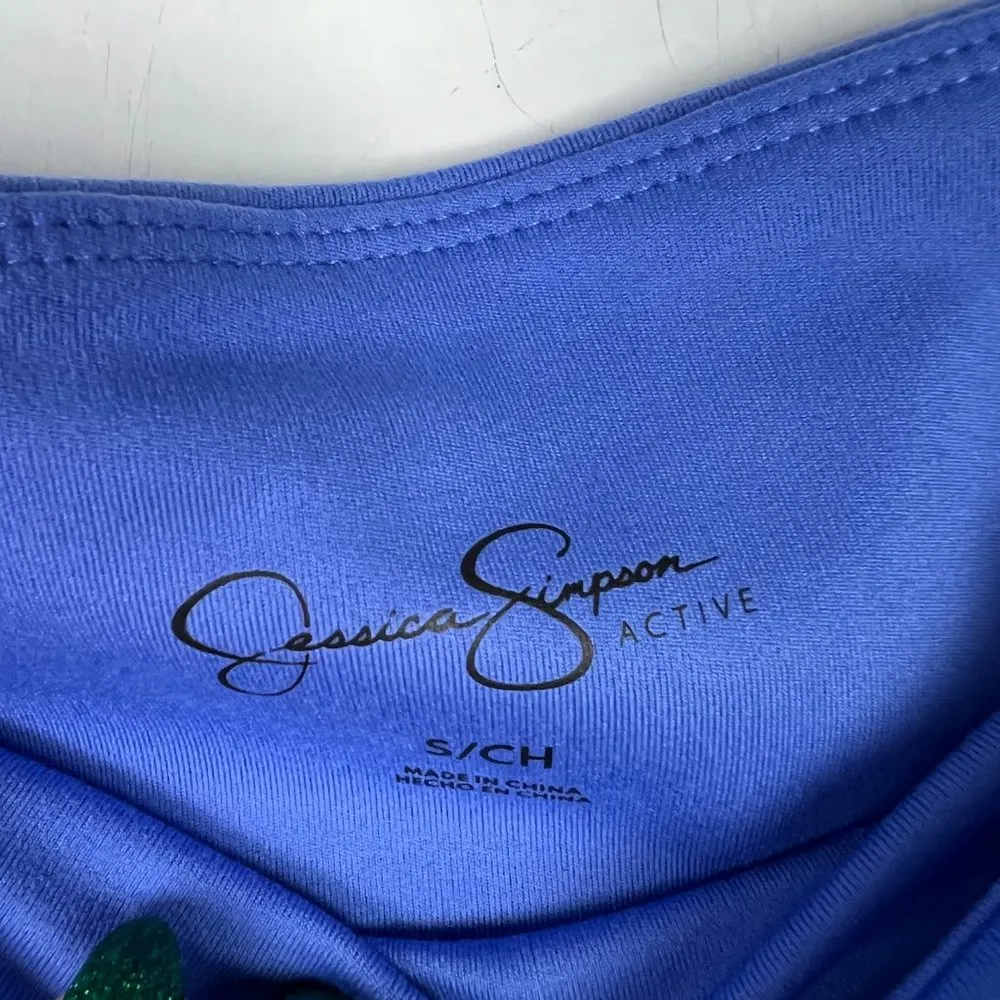 Jessica Simpson
ACTIVE
S/CH
MADE IN CHINA
HECHO EN CHINA